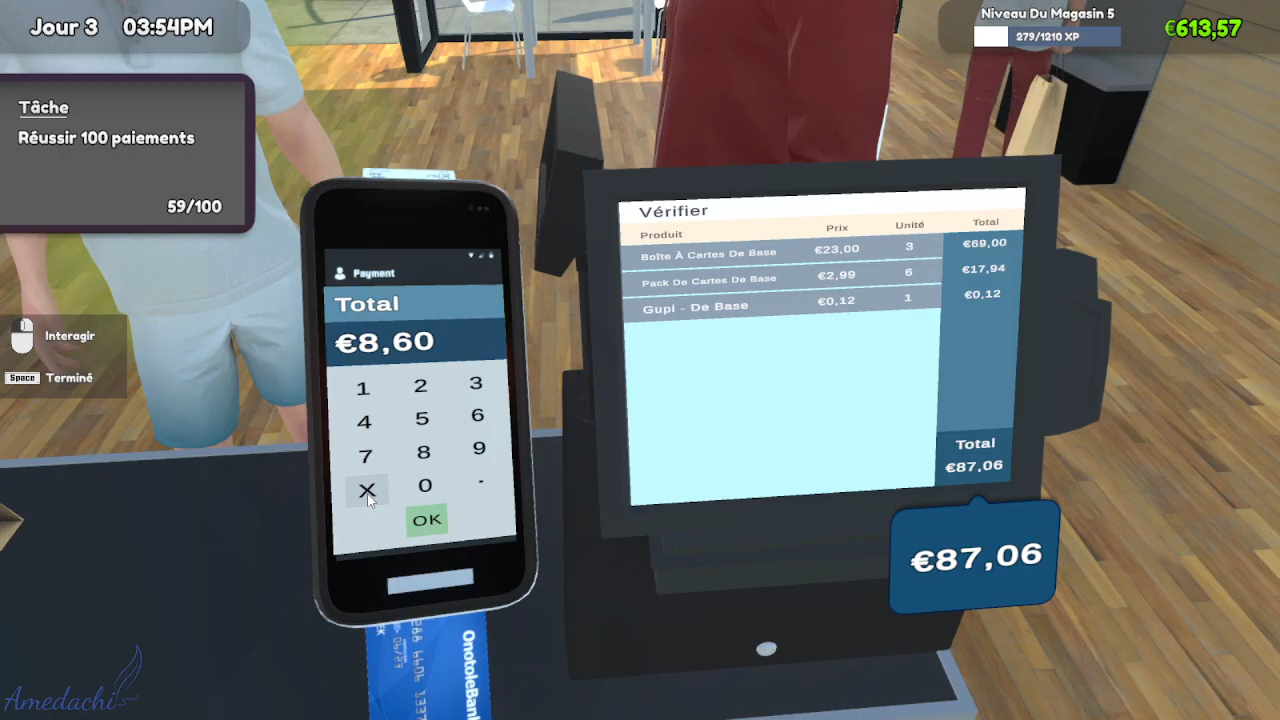 Jour 3 03:54PM
Niveau Du Magasin 5
279/1210 XP
€613,57
Tâche
Réussir 100 paiements
59/100
Interagir
Space Terminé
Payment
Total
€8,60
1 2 3
4 5 6
7 8 9
X 0 .
OK
Vérifier
Produit Prix Unité Total
Boîte À Cartes De Base €23,00 3 €69,00
Pack De Cartes De Base €2,99 6 €17,94
Gupi - De Base €0,12 1 €0,12
Total
€87,06
€87,06
OnotoleBank
Amedachi